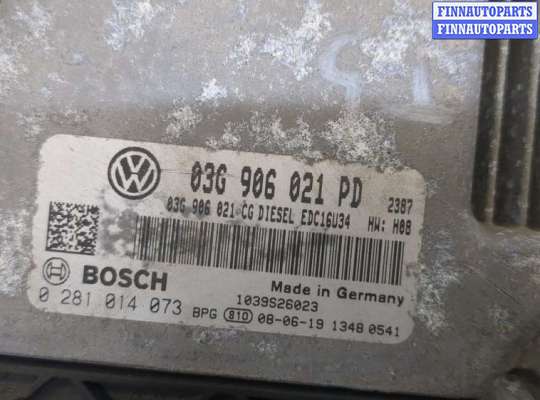 FINNAUTOPARTS
FINNAUTOPARTS
03G 906 021 PD 2387
03G 906 021 CG DIESEL EDC16U34 HW: H08
BOSCH
Made in Germany
1039S26023
0 281 014 073 BPG 810 08-06-19 1348 0541